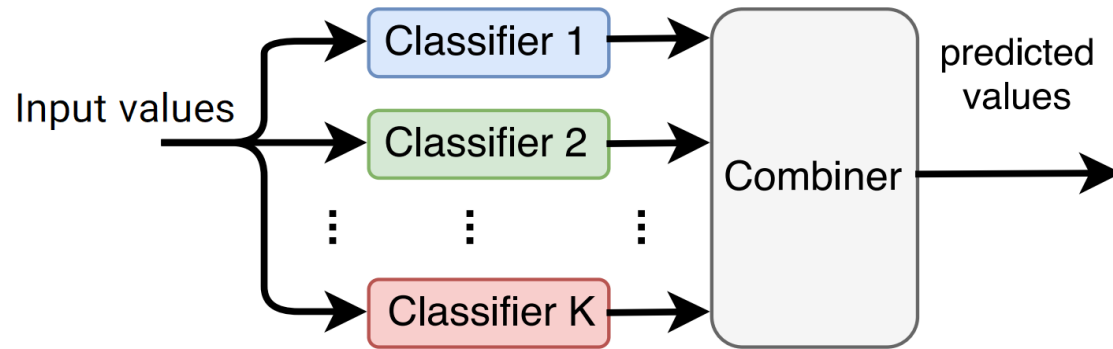 Input values
Classifier 1
Classifier 2
Classifier K
Combiner
predicted
values